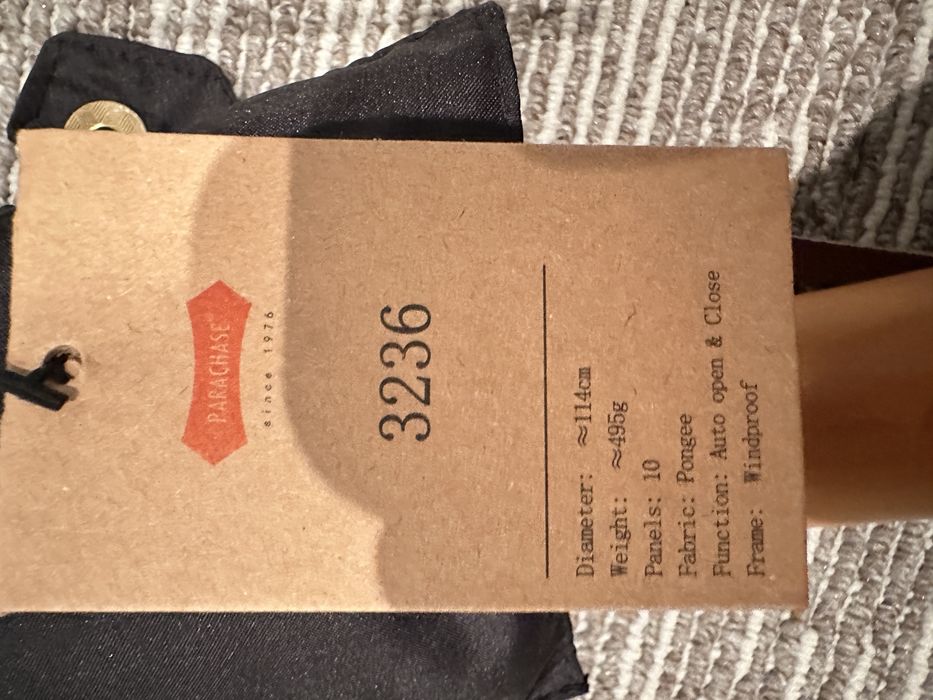 PARACHASE
since 1976
3236
Diameter: ≈114cm
Weight: ≈495g
Panels: 10
Fabric: Pongee
Function: Auto open & Close
Frame: Windproof